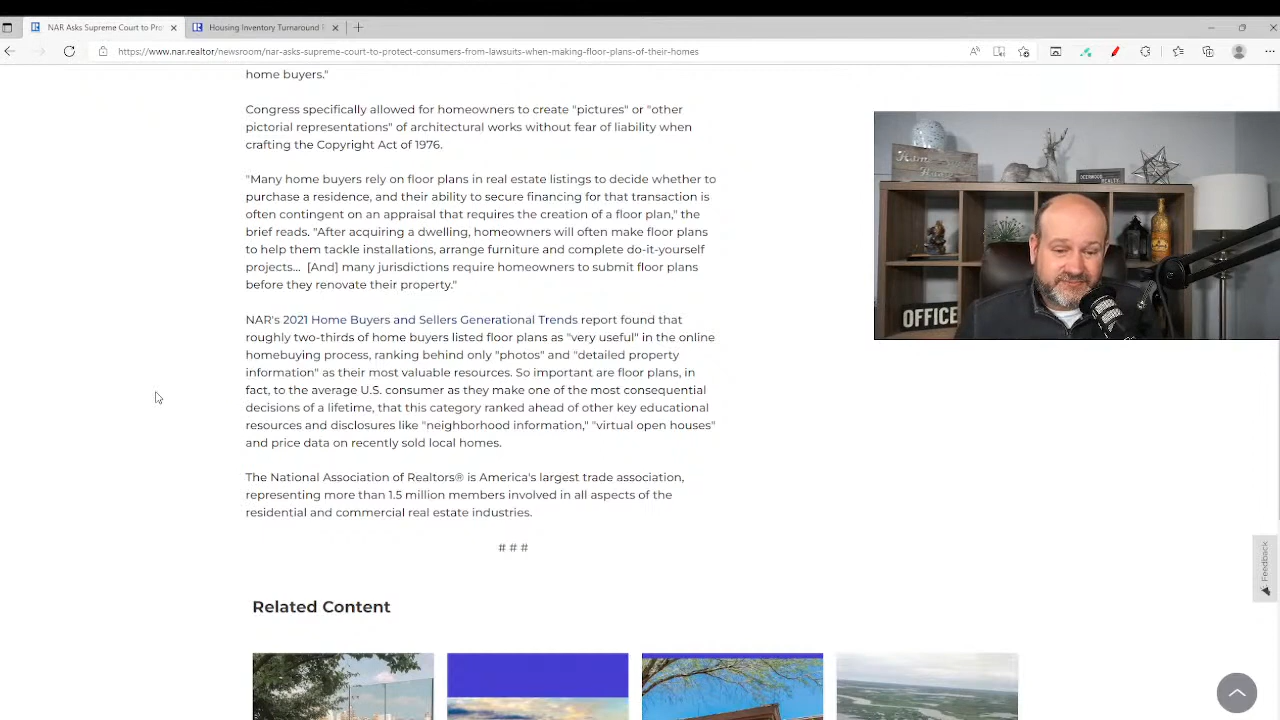 NAR Asks Supreme Court to Pro
Housing Inventory Turnaround
https://www.nar.realtor/newsroom/nar-asks-supreme-court-to-protect-consumers-from-lawsuits-when-making-floor-plans-of-their-homes
home buyers."
Congress specifically allowed for homeowners to create "pictures" or "other
pictorial representations" of architectural works without fear of liability when
crafting the Copyright Act of 1976.
"Many home buyers rely on floor plans in real estate listings to decide whether to
purchase a residence, and their ability to secure financing for that transaction is
often contingent on an appraisal that requires the creation of a floor plan," the
brief reads. "After acquiring a dwelling, homeowners will often make floor plans
to help them tackle installations, arrange furniture and complete do-it-yourself
projects... [And] many jurisdictions require homeowners to submit floor plans
before they renovate their property."
NAR's 2021 Home Buyers and Sellers Generational Trends report found that
roughly two-thirds of home buyers listed floor plans as "very useful" in the online
homebuying process, ranking behind only "photos" and "detailed property
information" as their most valuable resources. So important are floor plans, in
fact, to the average U.S. consumer as they make one of the most consequential
decisions of a lifetime, that this category ranked ahead of other key educational
resources and disclosures like "neighborhood information," "virtual open houses"
and price data on recently sold local homes.
The National Association of Realtors® is America's largest trade association,
representing more than 1.5 million members involved in all aspects of the
residential and commercial real estate industries.
# # #
Related Content
Feedback
OFFICE